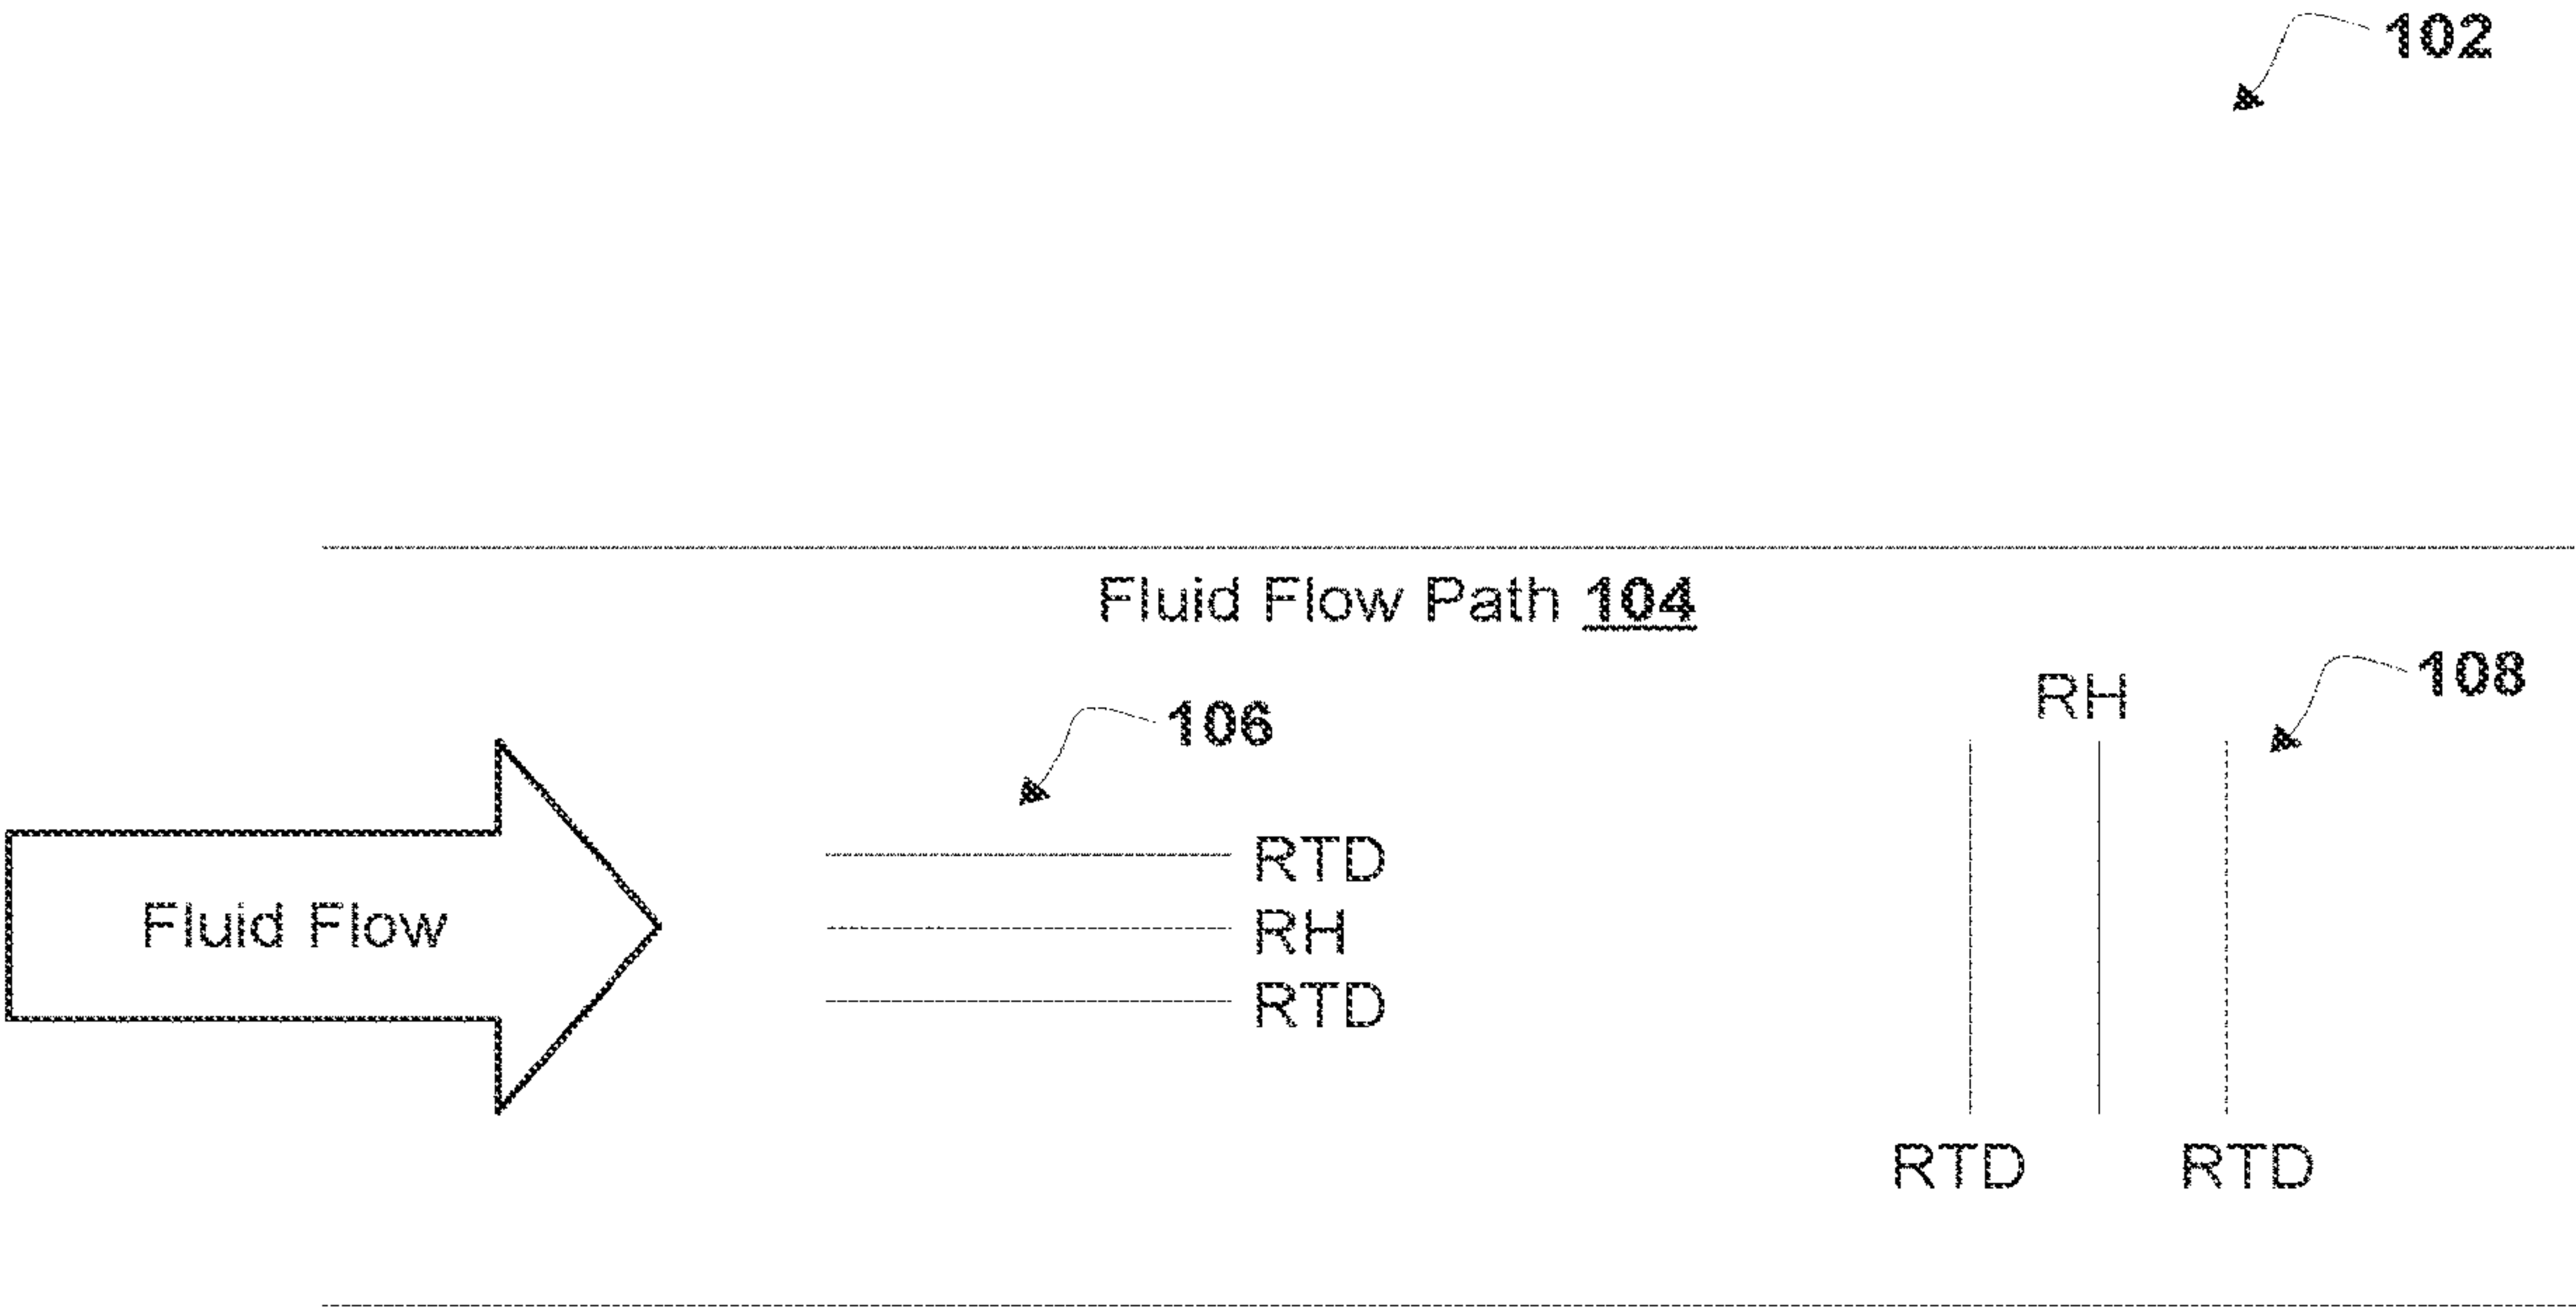 102
Fluid Flow Path 104
108
RH
106
RTD
Fluid Flow
RH
RTD
RTD RTD